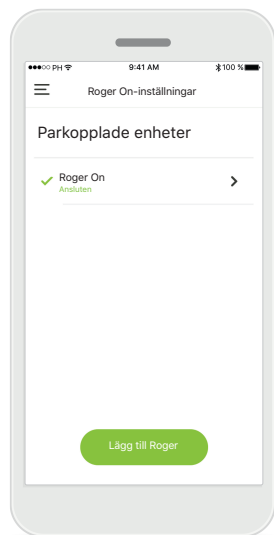 PH 9:41 AM 100 %
Roger On-inställningar
Parkopplade enheter
Roger On
Ansluten
Lägg till Roger